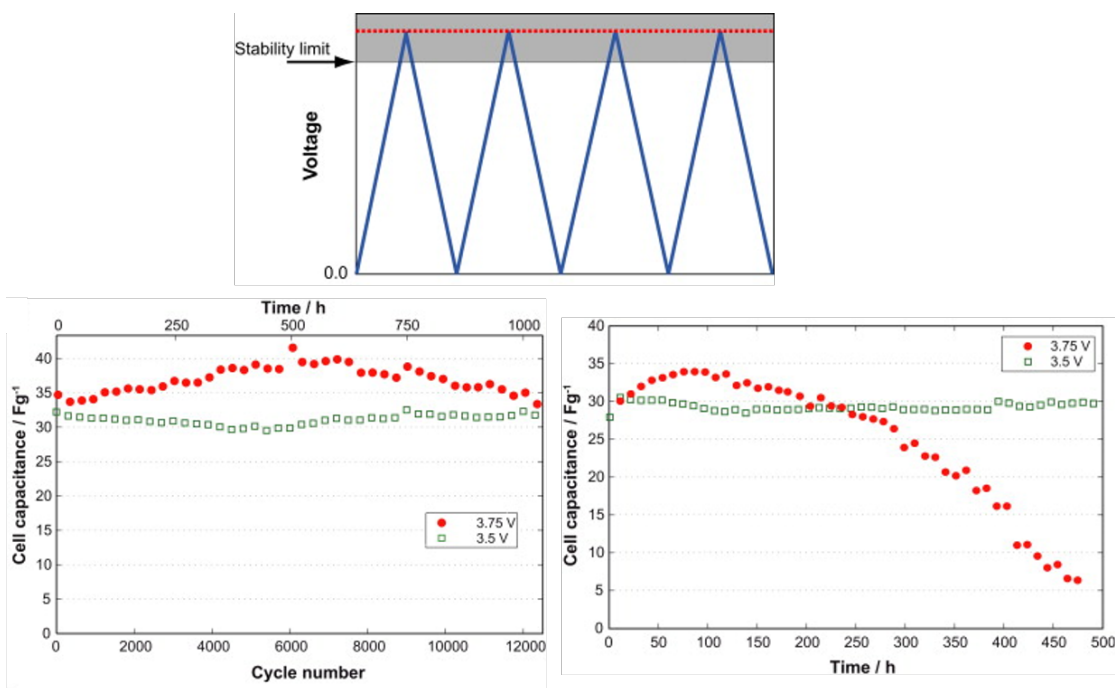 Stability limit
Voltage
0.0
Time / h
0 250 500 750 1000
Cell capacitance / Fg⁻¹
40
35
30
25
20
15
10
5
0
3.75 V
3.5 V
0 2000 4000 6000 8000 10000 12000
Cycle number
Cell capacitance / Fg⁻¹
40
35
30
25
20
15
10
5
0
3.75 V
3.5 V
0 50 100 150 200 250 300 350 400 450 500
Time / h